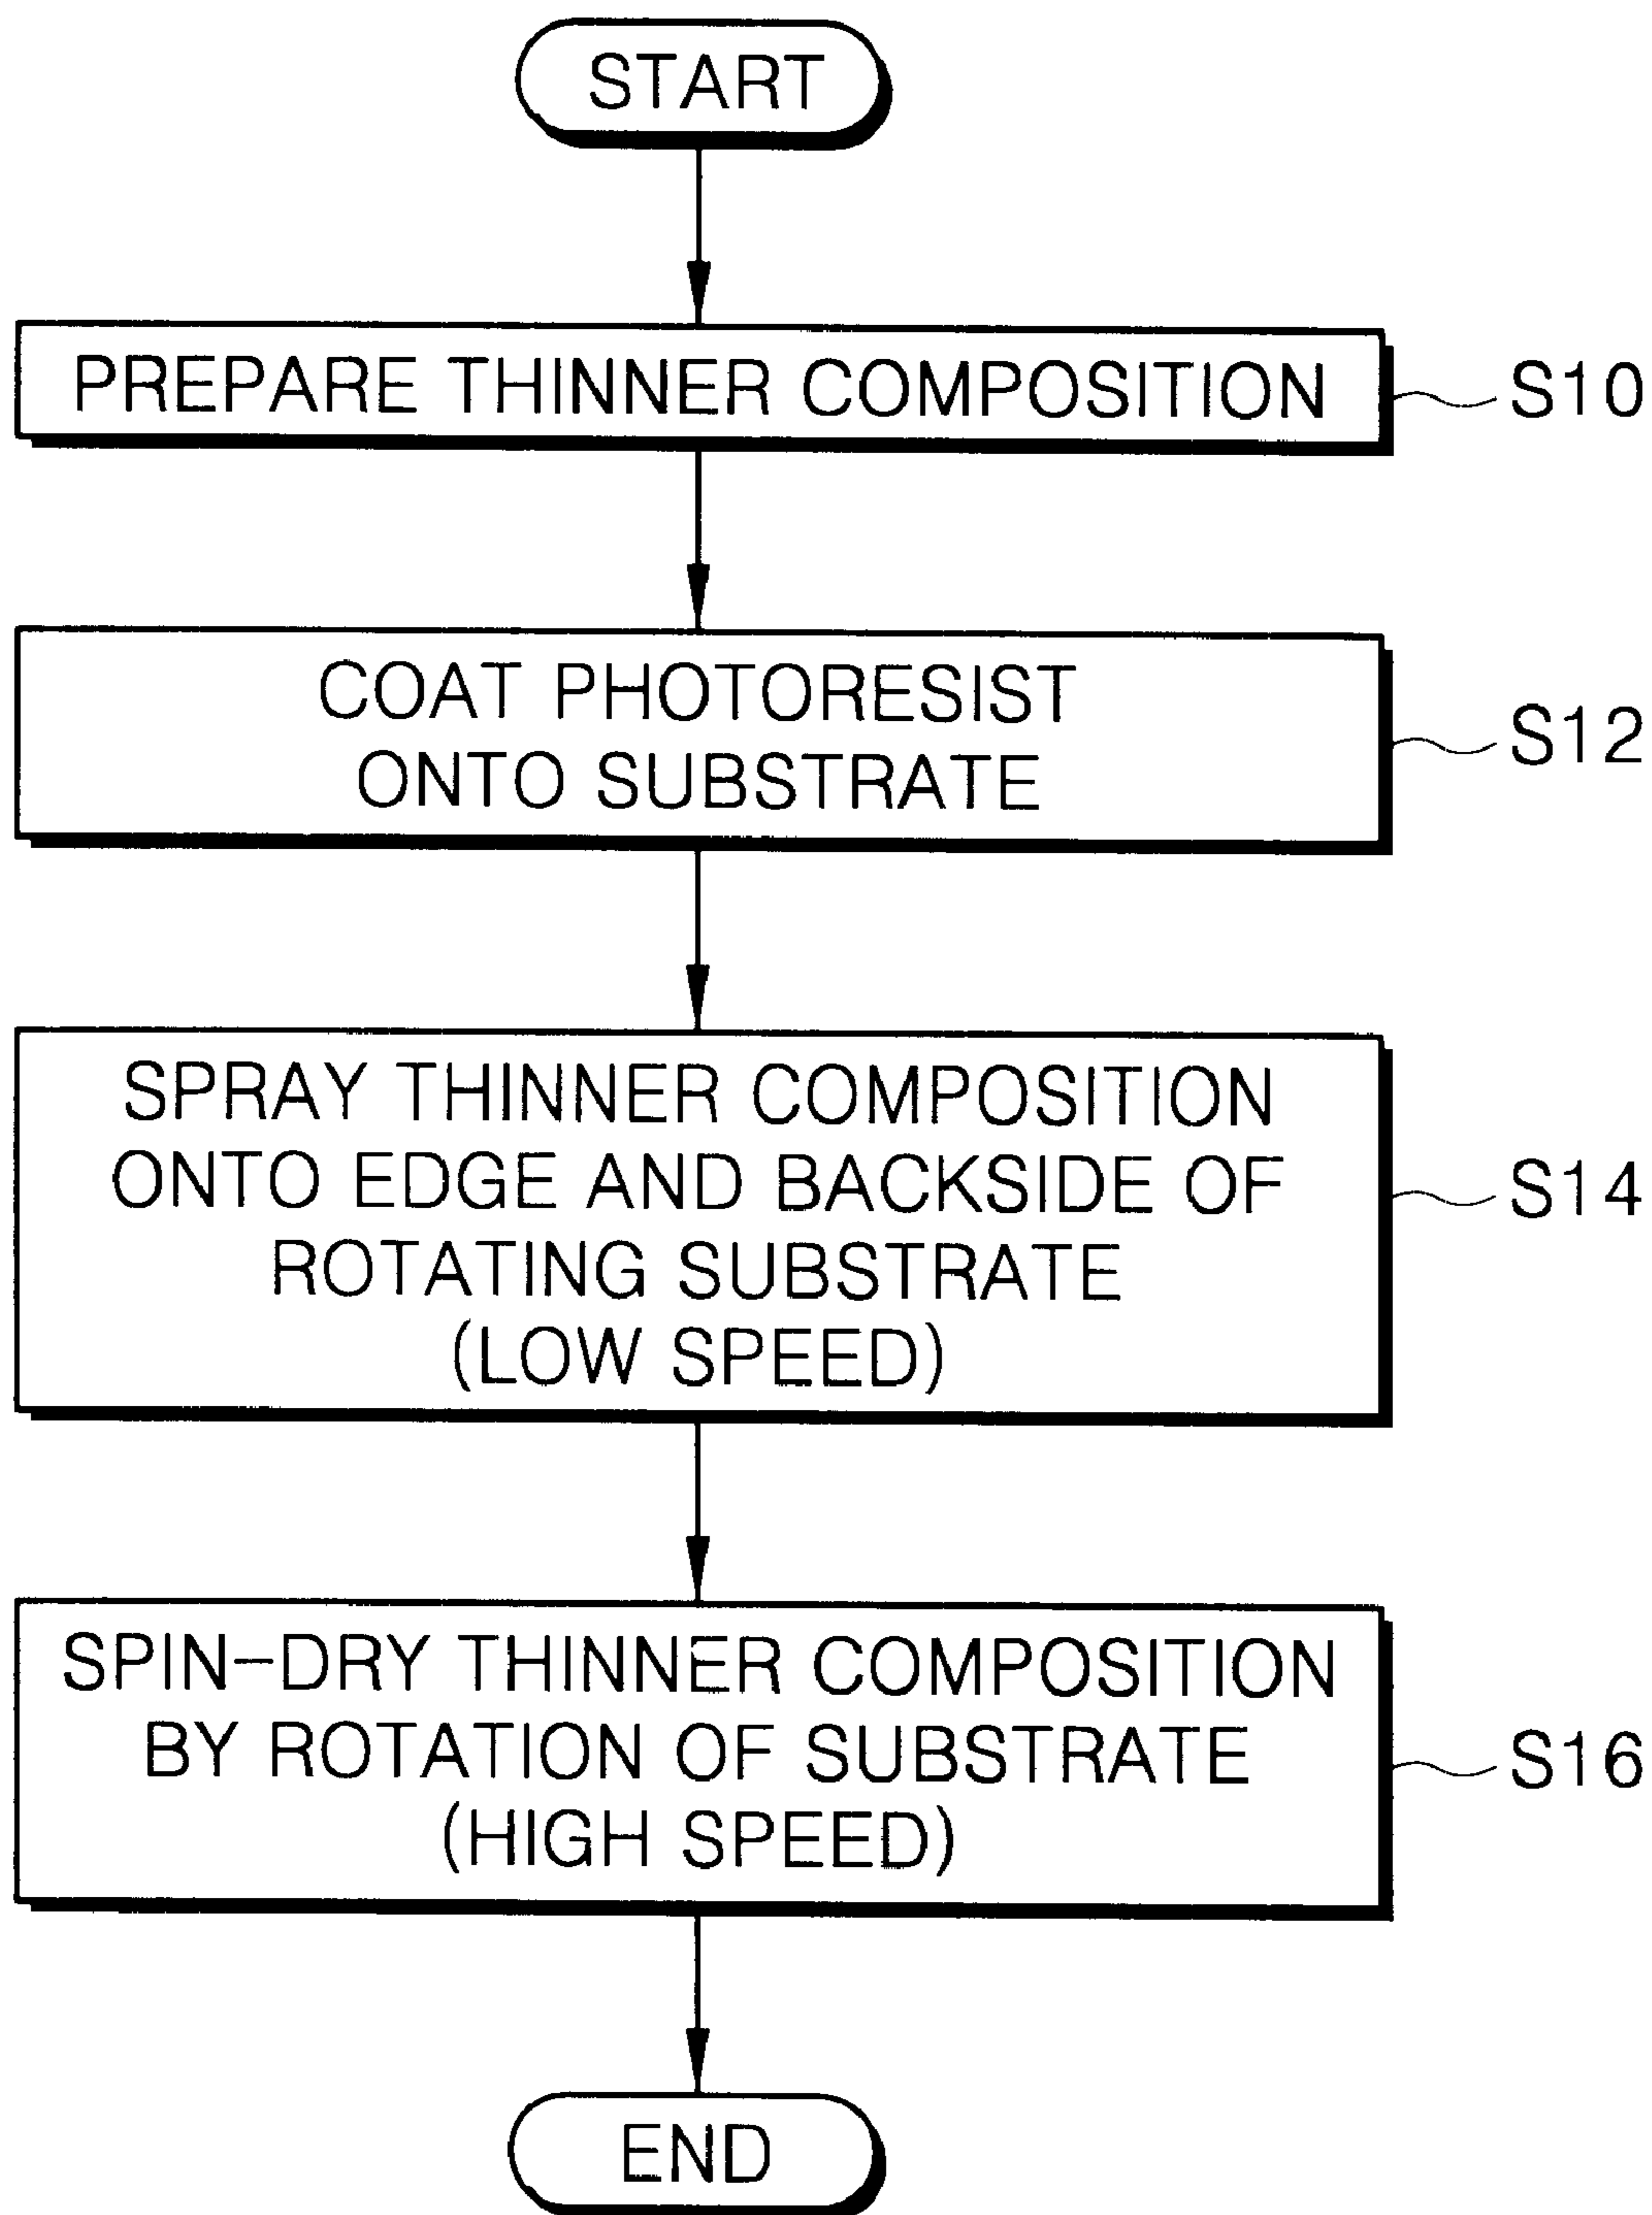 START
PREPARE THINNER COMPOSITION
S10
COAT PHOTORESIST
ONTO SUBSTRATE
S12
SPRAY THINNER COMPOSITION
ONTO EDGE AND BACKSIDE OF
ROTATING SUBSTRATE
(LOW SPEED)
S14
SPIN-DRY THINNER COMPOSITION
BY ROTATION OF SUBSTRATE
(HIGH SPEED)
S16
END